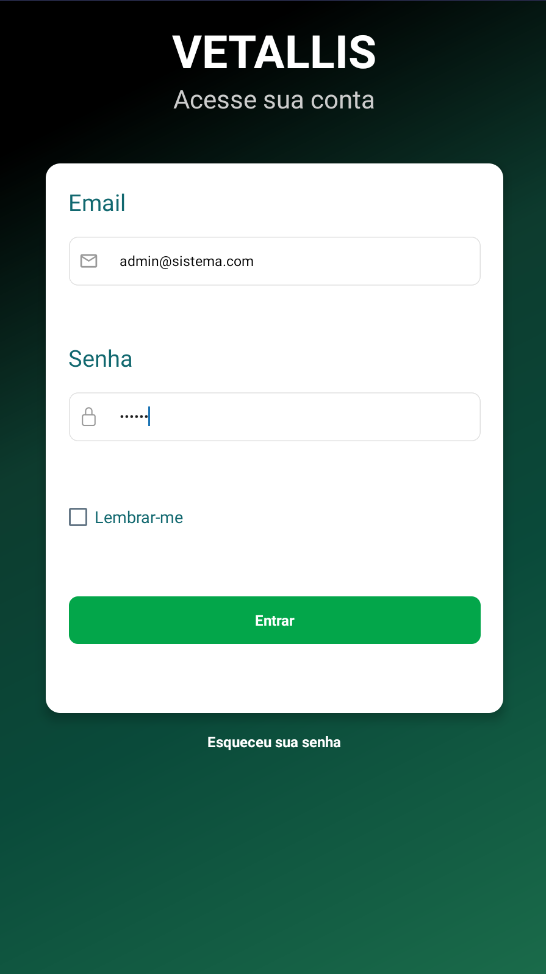 VETALLIS
Acesse sua conta
Email
admin@sistema.com
Senha
••••••
Lembrar-me
Entrar
Esqueceu sua senha